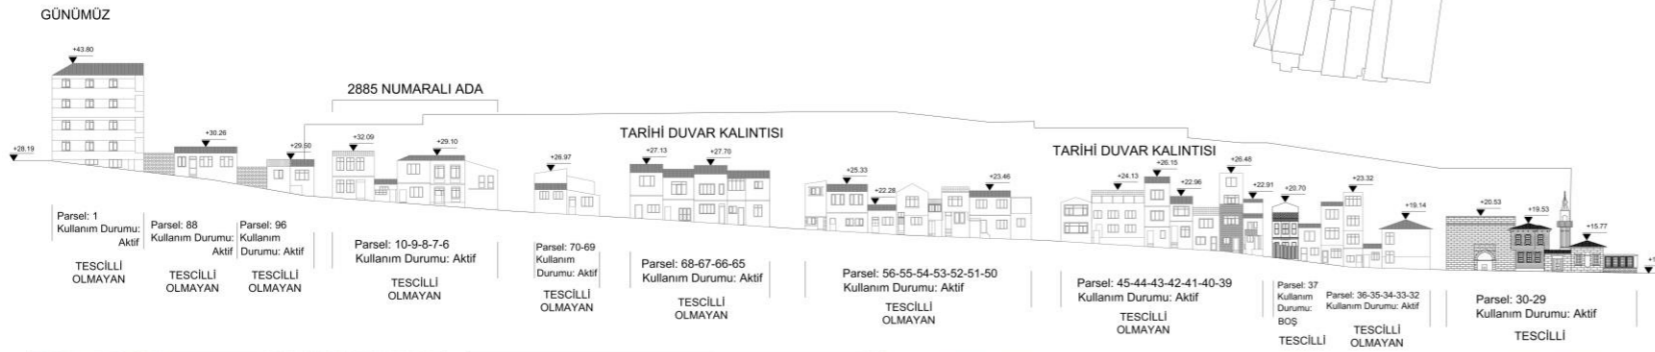 GÜNÜMÜZ
+43.80
+28.19
+30.26
+29.50
2885 NUMARALI ADA
+32.09
+29.10
+26.97
TARİHİ DUVAR KALINTISI
+27.13
+27.70
+25.33
+22.28
+23.46
TARİHİ DUVAR KALINTISI
+24.13
+26.15
+22.96
+26.48
+22.91
+20.70
+23.32
+19.14
+20.53
+19.53
+15.77
Parsel: 1
Kullanım Durumu:
Aktif
TESCİLLİ
OLMAYAN
Parsel: 88
Kullanım Durumu:
Aktif
TESCİLLİ
OLMAYAN
Parsel: 96
Kullanım
Durumu: Aktif
TESCİLLİ
OLMAYAN
Parsel: 10-9-8-7-6
Kullanım Durumu: Aktif
TESCİLLİ
OLMAYAN
Parsel: 70-69
Kullanım
Durumu: Aktif
TESCİLLİ
OLMAYAN
Parsel: 68-67-66-65
Kullanım Durumu: Aktif
TESCİLLİ
OLMAYAN
Parsel: 56-55-54-53-52-51-50
Kullanım Durumu: Aktif
TESCİLLİ
OLMAYAN
Parsel: 45-44-43-42-41-40-39
Kullanım Durumu: Aktif
TESCİLLİ
OLMAYAN
Parsel: 37
Kullanım
Durumu:
BOŞ
TESCİLLİ
Parsel: 36-35-34-33-32
Kullanım Durumu: Aktif
TESCİLLİ
OLMAYAN
Parsel: 30-29
Kullanım Durumu: Aktif
TESCİLLİ